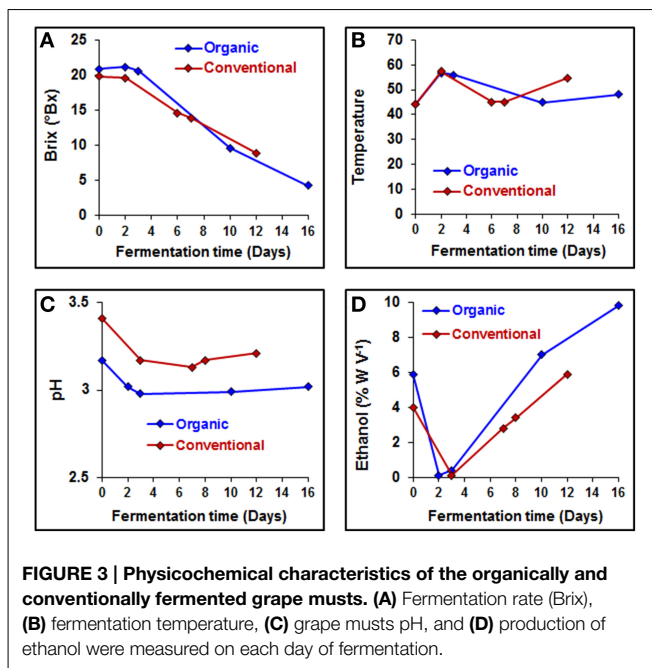 A
25
20
15
10
5
0
Brix (°Bx)
Organic
Conventional
0 2 4 6 8 10 12 14 16
Fermentation time (Days)
B
70
60
50
40
30
20
10
0
Temperature
Organic
Conventional
0 2 4 6 8 10 12 14 16
Fermentation time (Days)
C
3.5
3
2.5
pH
Organic
Conventional
0 2 4 6 8 10 12 14 16
Fermentation time (Days)
D
10
8
6
4
2
0
Ethanol (% W V-1)
Organic
Conventional
0 2 4 6 8 10 12 14 16
Fermentation time (Days)
FIGURE 3 | Physicochemical characteristics of the organically and
conventionally fermented grape musts. (A) Fermentation rate (Brix),
(B) fermentation temperature, (C) grape musts pH, and (D) production of
ethanol were measured on each day of fermentation.